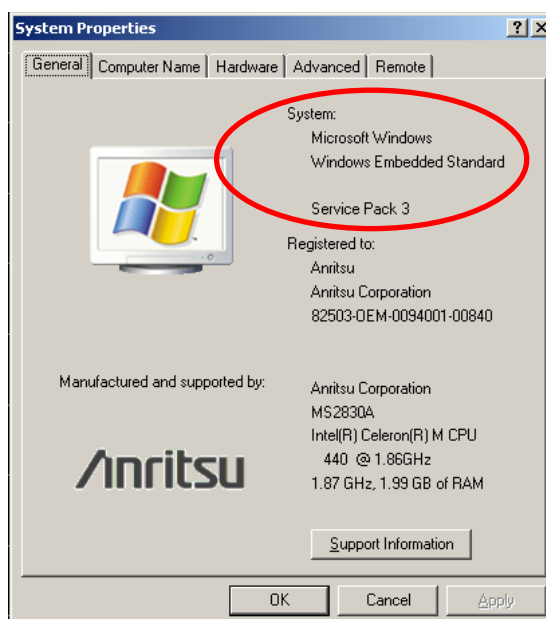 System Properties
General Computer Name Hardware Advanced Remote
System:
Microsoft Windows
Windows Embedded Standard
Service Pack 3
Registered to:
Anritsu
Anritsu Corporation
82503-OEM-0094001-00840
Manufactured and supported by:
Anritsu
Anritsu Corporation
MS2830A
Intel(R) Celeron(R) M CPU
440 @ 1.86GHz
1.87 GHz, 1.99 GB of RAM
Support Information
OK Cancel Apply